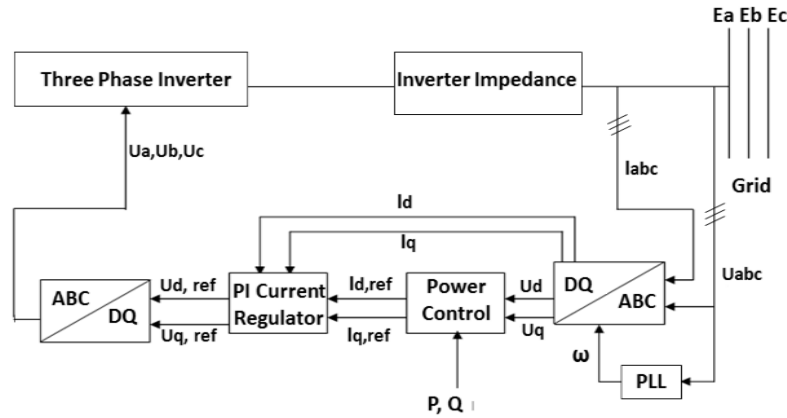 Ea Eb Ec
Three Phase Inverter
Inverter Impedance
Ua,Ub,Uc
Iabc
Grid
Id
Iq
Uabc
ABC
DQ
Ud, ref
Uq, ref
PI Current
Regulator
Id,ref
Iq,ref
Power
Control
Ud
Uq
DQ
ABC
ω
PLL
P, Q